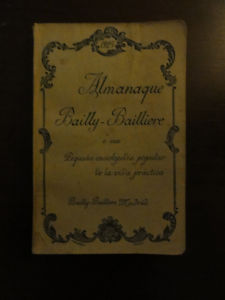 Almanaque
Bailly-Bailliere
o sea
Pequeña enciclopedia popular
de la vida práctica
Bailly-Bailliere Madrid